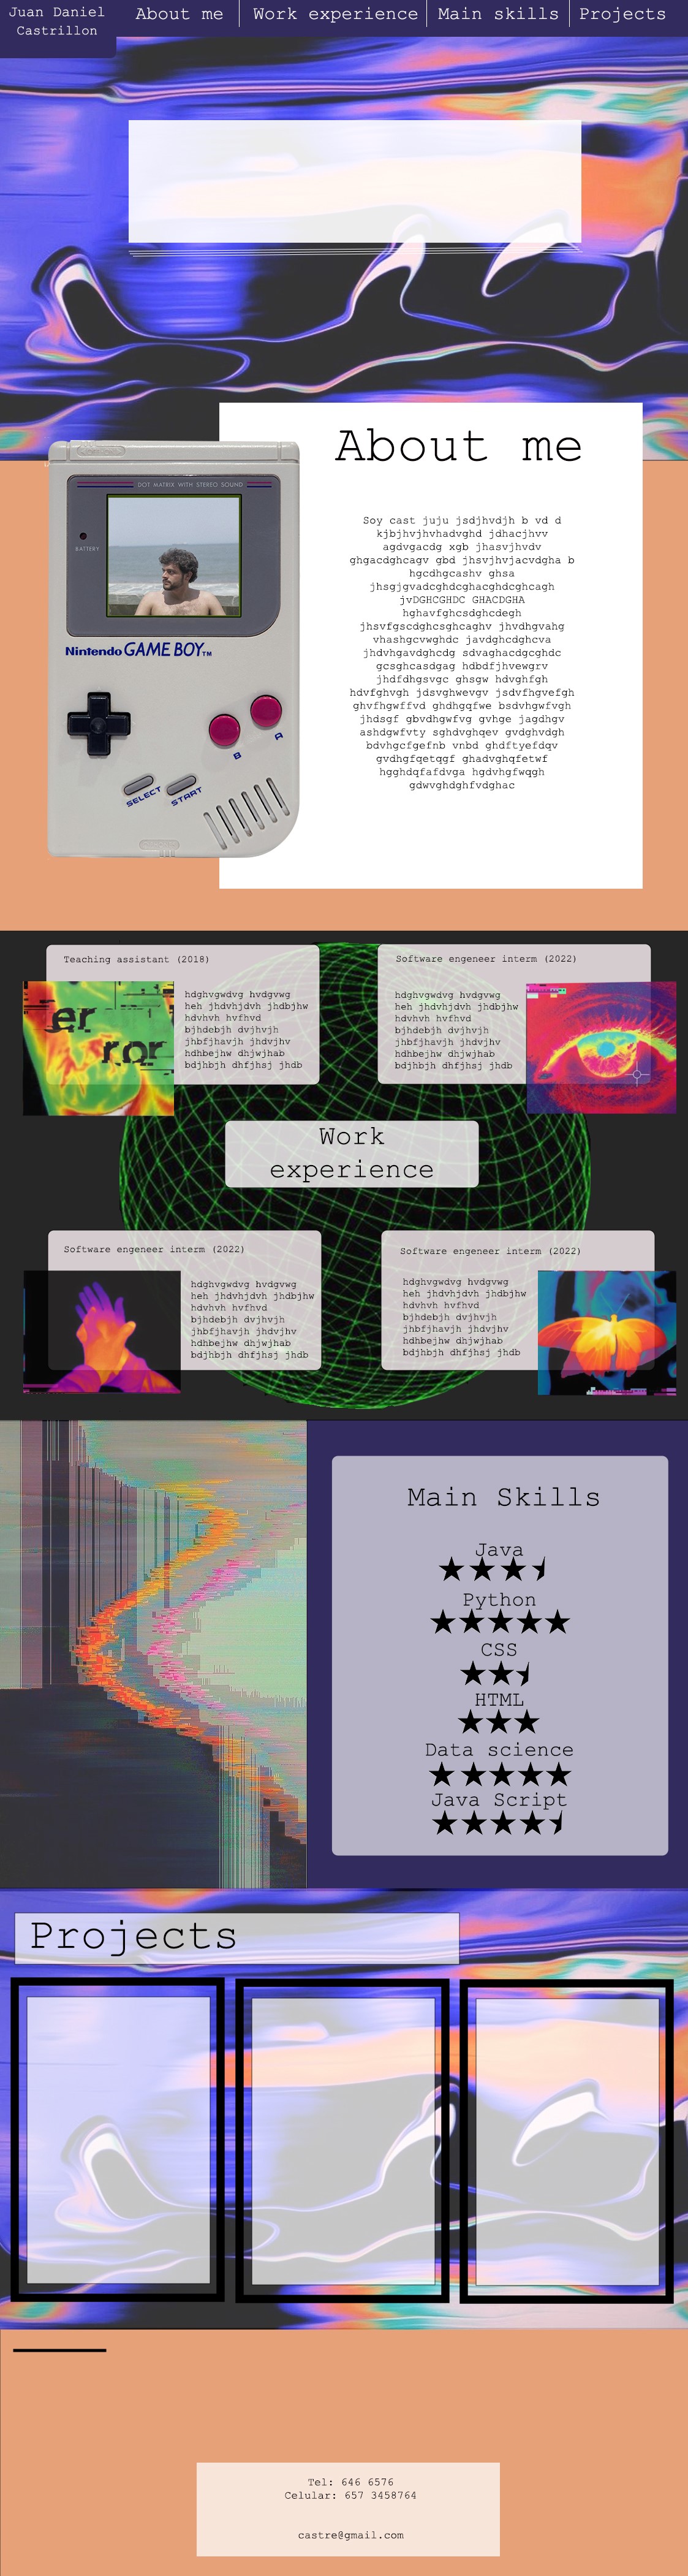 Juan Daniel
Castrillon
About me
Work experience
Main skills
Projects
About me
DOT MATRIX WITH STEREO SOUND
BATTERY
Nintendo GAME BOY TM
B
A
SELECT
START
Soy cast juju jsdjhvdjh b vd d
kjbjhvjhvhadvghd jdhacjhvv
agdvgacdg xgb jhasvjhvdv
ghgacdghcagv gbd jhsvjhvjacvdgha b
hgcdhgcashv ghsa
jhsgjgvadcghdcghacghdcghcagh
jvDGHCGHDC GHACDGHA
hghavfghcsdghcdegh
jhsvfgscdghcsghcaghv jhvdhgvahg
vhashgcvwghdc javdghcdghcva
jhdvhgavdghcdg sdvaghacdgcghdc
gcsghcasdgag hdbdfjhvewgrv
jhdfdhgsvgc ghsgw hdvghfgh
hdvfghvgh jdsvghwevgv jsdvfhgvefgh
ghvfhgwffvd ghdhgqfwe bsdvhgwfvgh
jhdsgf gbvdhgwfvg gvhge jagdhgv
ashdgwfvty sghdvghqev gvdghvdgh
bdvhgcfgefnb vnbd ghdftyefdqv
gvdhgfqetqgf ghadvghqfetwf
hgghdqfafdvga hgdvhgfwqgh
gdwvghdghfvdghac
Teaching assistant (2018)
hdghvgwdvg hvdgvwg
heh jhdvhjdvh jhdbjhw
hdvhvh hvfhvd
bjhdebjh dvjhvjh
jhbfjhavjh jhdvjhv
hdhbejhw dhjwjhab
bdjhbjh dhfjhsj jhdb
er
ror
Software engeneer interm (2022)
hdghvgwdvg hvdgvwg
heh jhdvhjdvh jhdbjhw
hdvhvh hvfhvd
bjhdebjh dvjhvjh
jhbfjhavjh jhdvjhv
hdhbejhw dhjwjhab
bdjhbjh dhfjhsj jhdb
Work
experience
Software engeneer interm (2022)
hdghvgwdvg hvdgvwg
heh jhdvhjdvh jhdbjhw
hdvhvh hvfhvd
bjhdebjh dvjhvjh
jhbfjhavjh jhdvjhv
hdhbejhw dhjwjhab
bdjhbjh dhfjhsj jhdb
Software engeneer interm (2022)
hdghvgwdvg hvdgvwg
heh jhdvhjdvh jhdbjhw
hdvhvh hvfhvd
bjhdebjh dvjhvjh
jhbfjhavjh jhdvjhv
hdhbejhw dhjwjhab
bdjhbjh dhfjhsj jhdb
Main Skills
Java
Python
CSS
HTML
Data science
Java Script
Projects
Tel: 646 6576
Celular: 657 3458764
castre@gmail.com